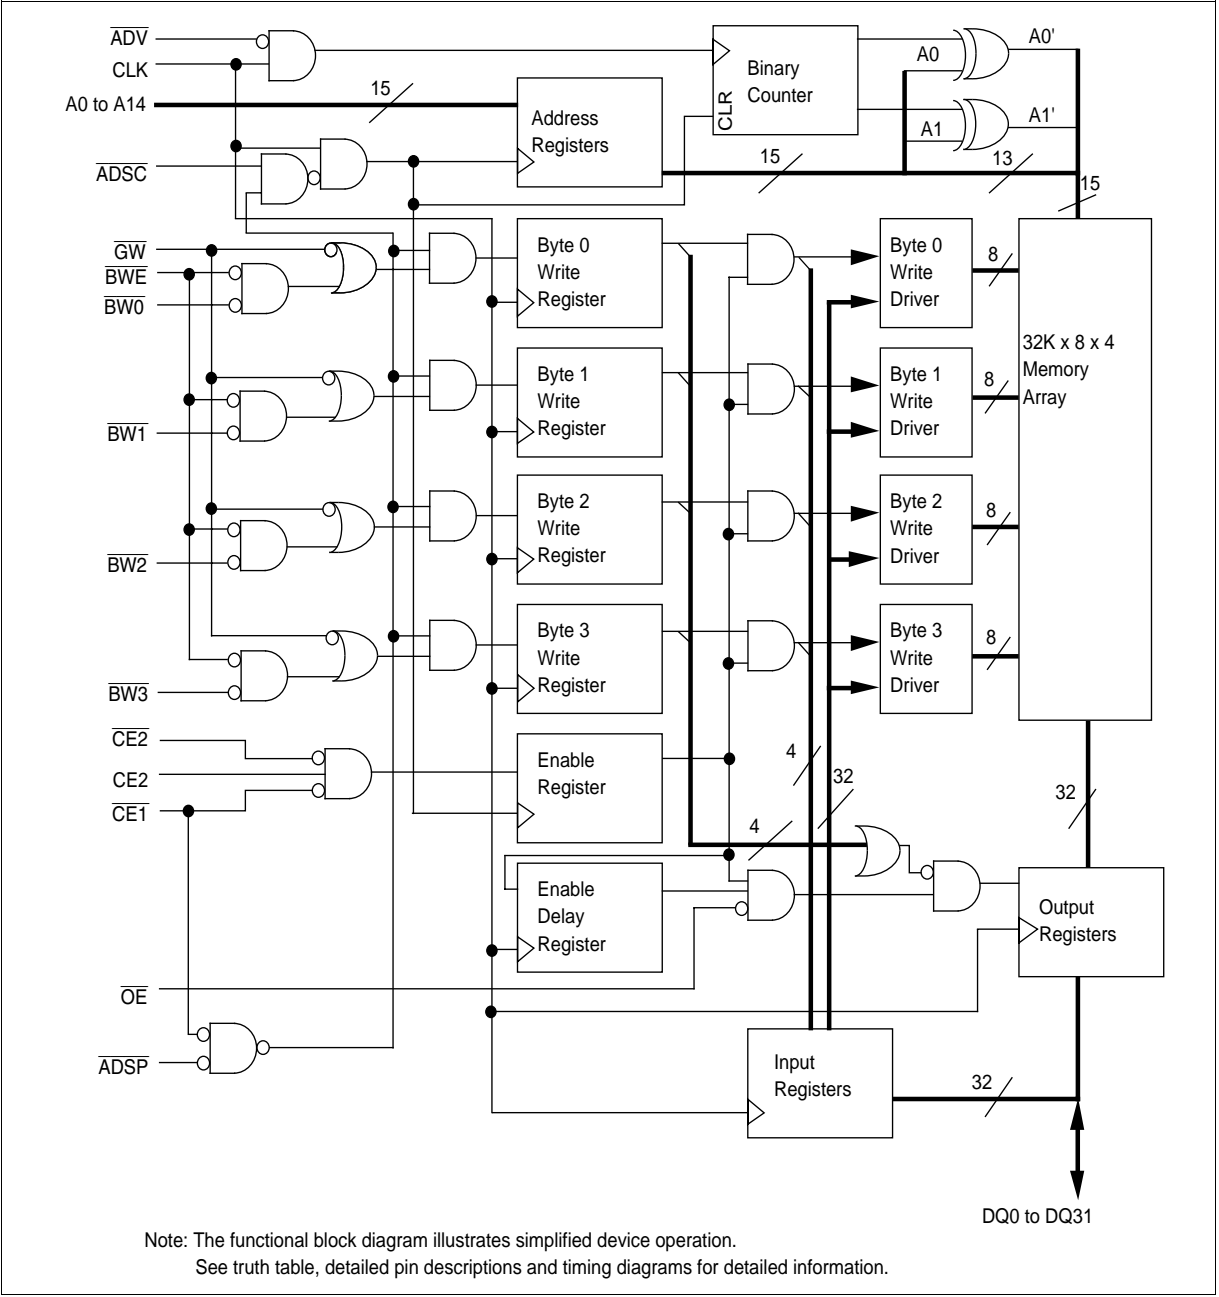 ADV
CLK
A0 to A14
15
ADSC
Address
Registers
Binary
Counter
CLR
A0
A0'
A1
A1'
15
13
15
GW
BWE
BW0
Byte 0
Write
Register
Byte 0
Write
Driver
8
32K x 8 x 4
Memory
Array
BW1
Byte 1
Write
Register
Byte 1
Write
Driver
8
BW2
Byte 2
Write
Register
Byte 2
Write
Driver
8
BW3
Byte 3
Write
Register
Byte 3
Write
Driver
8
CE2
CE2
CE1
Enable
Register
4
32
4
32
Enable
Delay
Register
Output
Registers
OE
ADSP
Input
Registers
32
DQ0 to DQ31
Note: The functional block diagram illustrates simplified device operation.
See truth table, detailed pin descriptions and timing diagrams for detailed information.